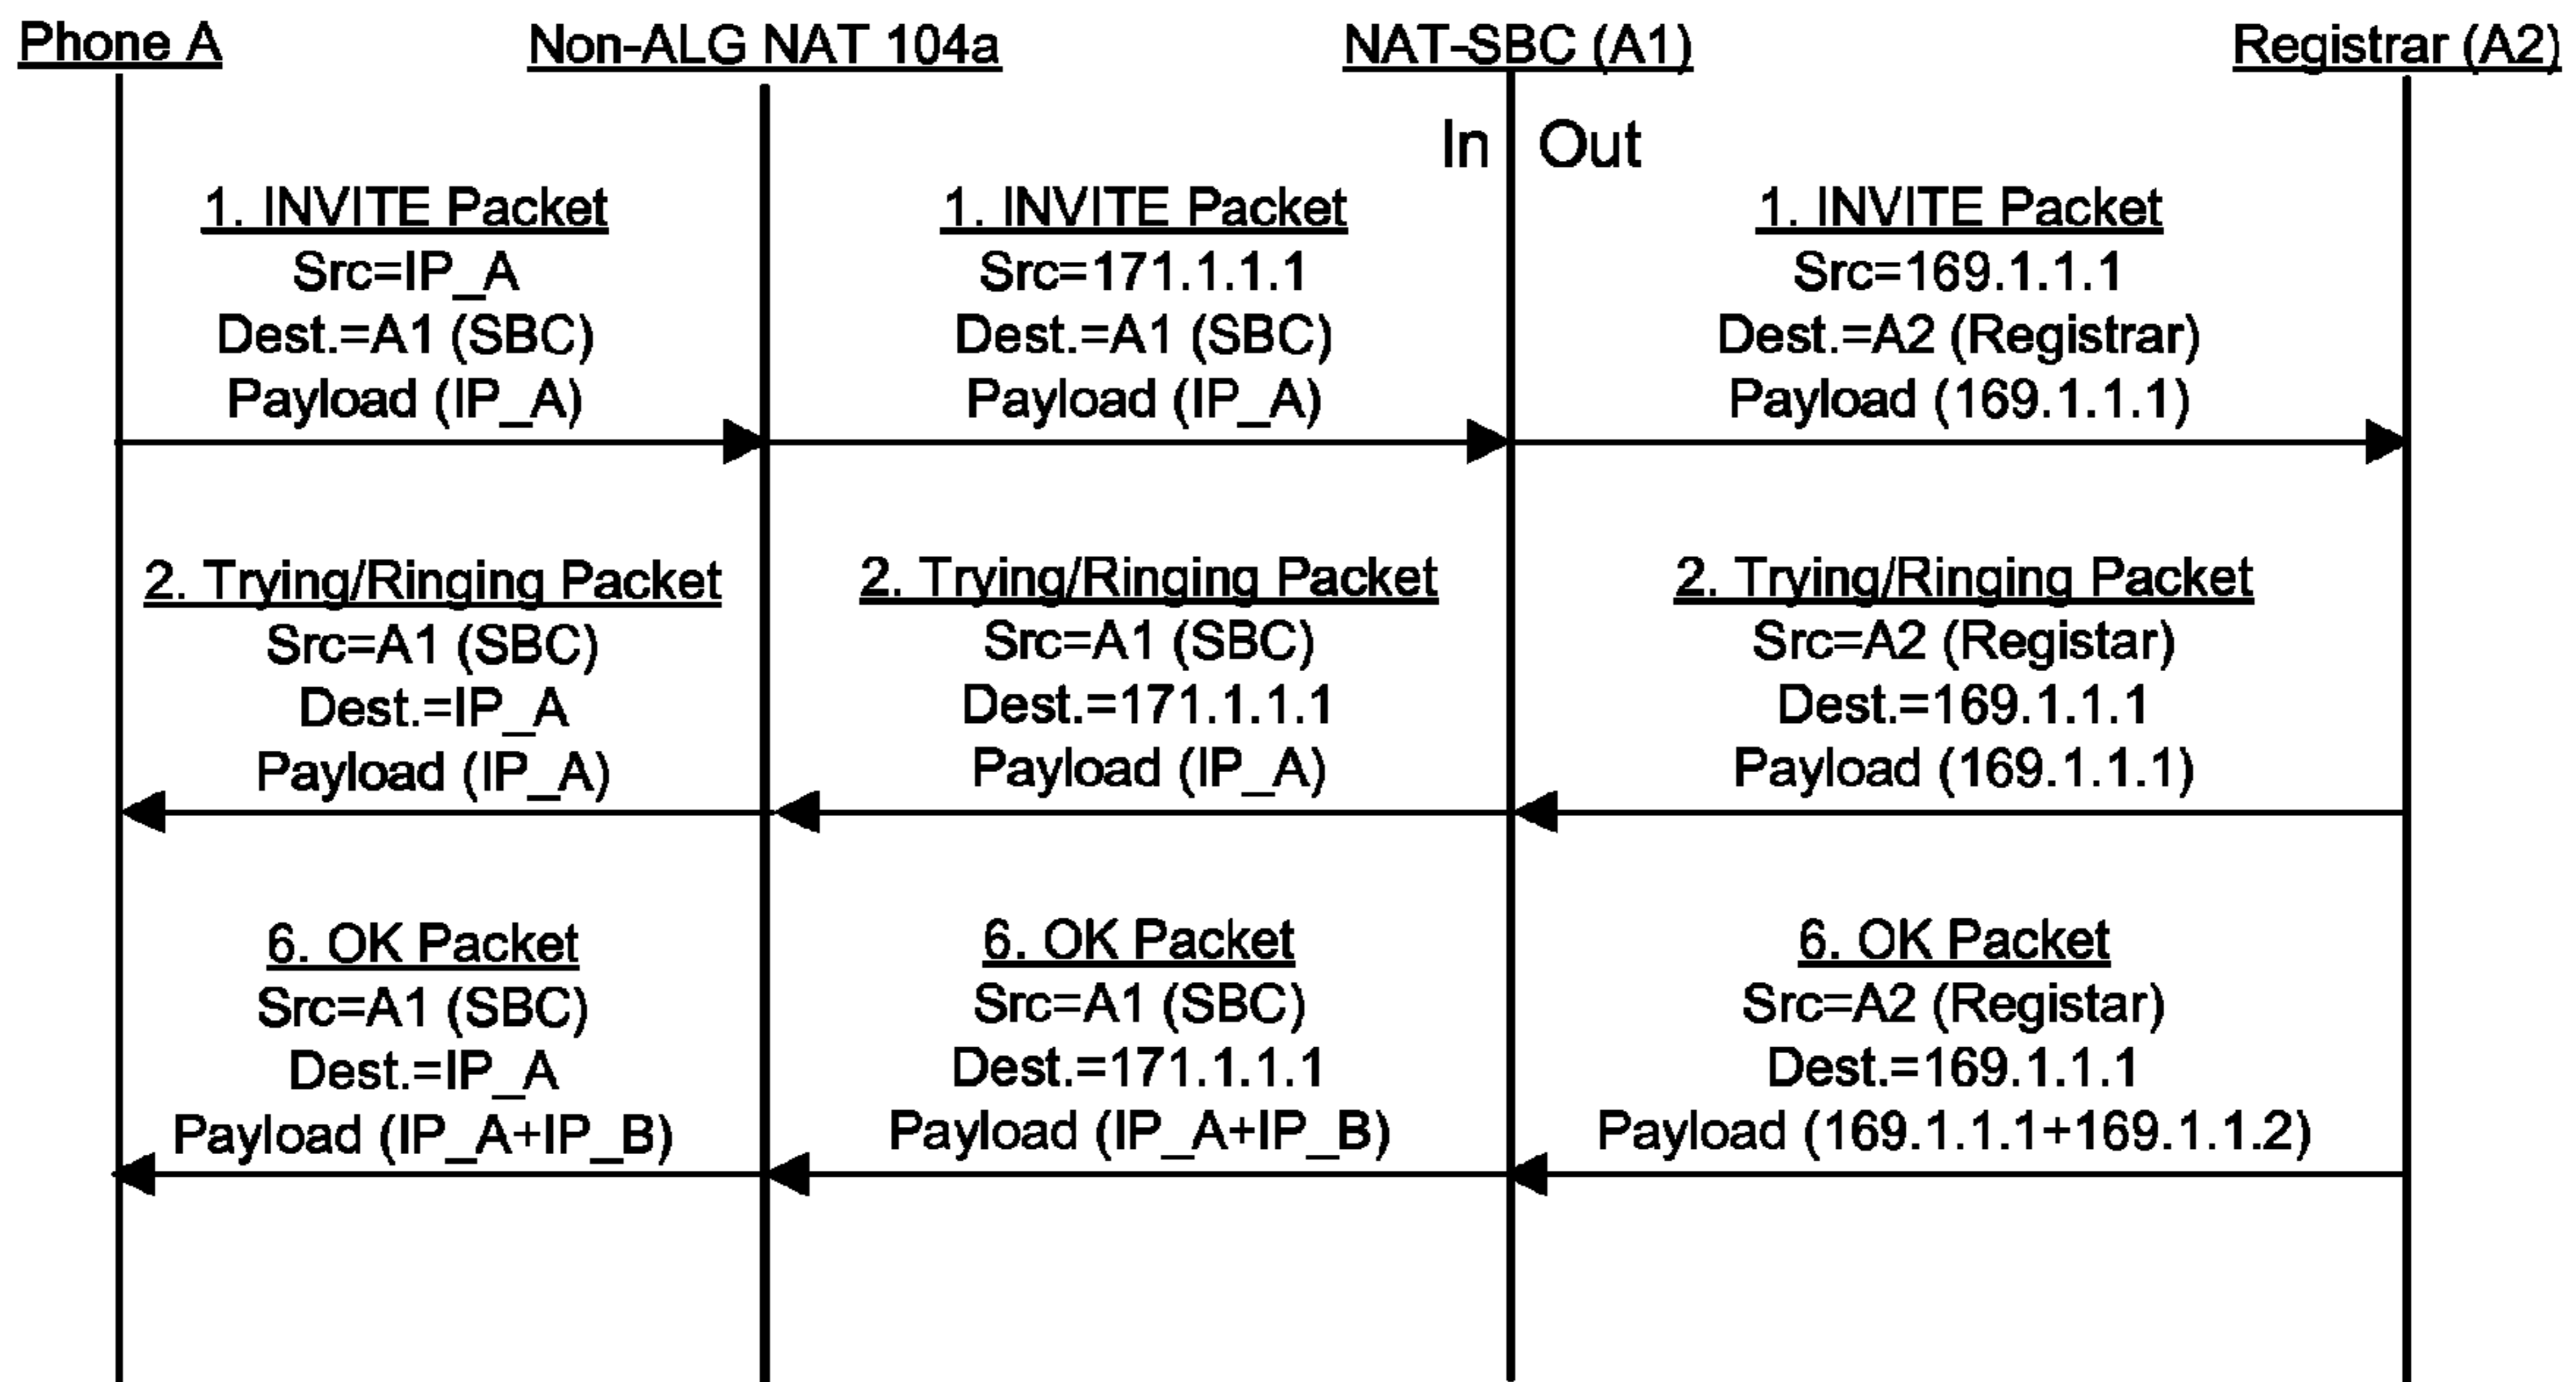 Phone A
Non-ALG NAT 104a
NAT-SBC (A1)
Registrar (A2)
In
Out
1. INVITE Packet
Src=IP_A
Dest.=A1 (SBC)
Payload (IP_A)
1. INVITE Packet
Src=171.1.1.1
Dest.=A1 (SBC)
Payload (IP_A)
1. INVITE Packet
Src=169.1.1.1
Dest.=A2 (Registrar)
Payload (169.1.1.1)
2. Trying/Ringing Packet
Src=A1 (SBC)
Dest.=IP_A
Payload (IP_A)
2. Trying/Ringing Packet
Src=A1 (SBC)
Dest.=171.1.1.1
Payload (IP_A)
2. Trying/Ringing Packet
Src=A2 (Registar)
Dest.=169.1.1.1
Payload (169.1.1.1)
6. OK Packet
Src=A1 (SBC)
Dest.=IP_A
Payload (IP_A+IP_B)
6. OK Packet
Src=A1 (SBC)
Dest.=171.1.1.1
Payload (IP_A+IP_B)
6. OK Packet
Src=A2 (Registar)
Dest.=169.1.1.1
Payload (169.1.1.1+169.1.1.2)